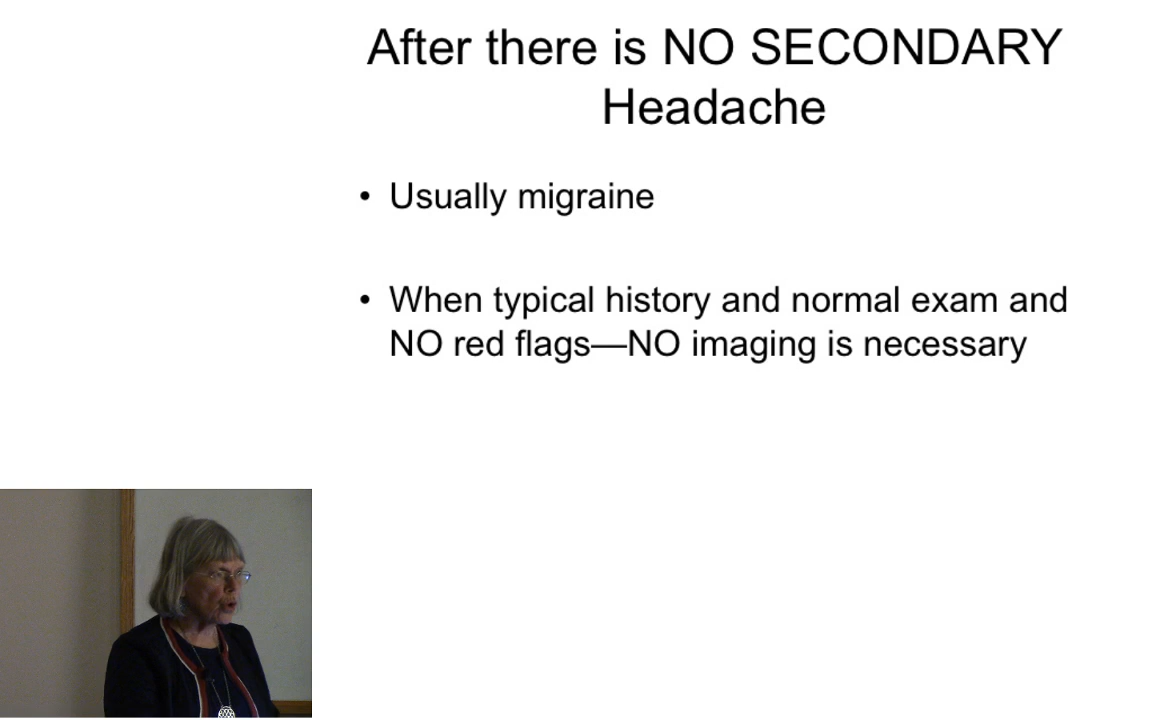 After there is NO SECONDARY
Headache
• Usually migraine
• When typical history and normal exam and
NO red flags—NO imaging is necessary